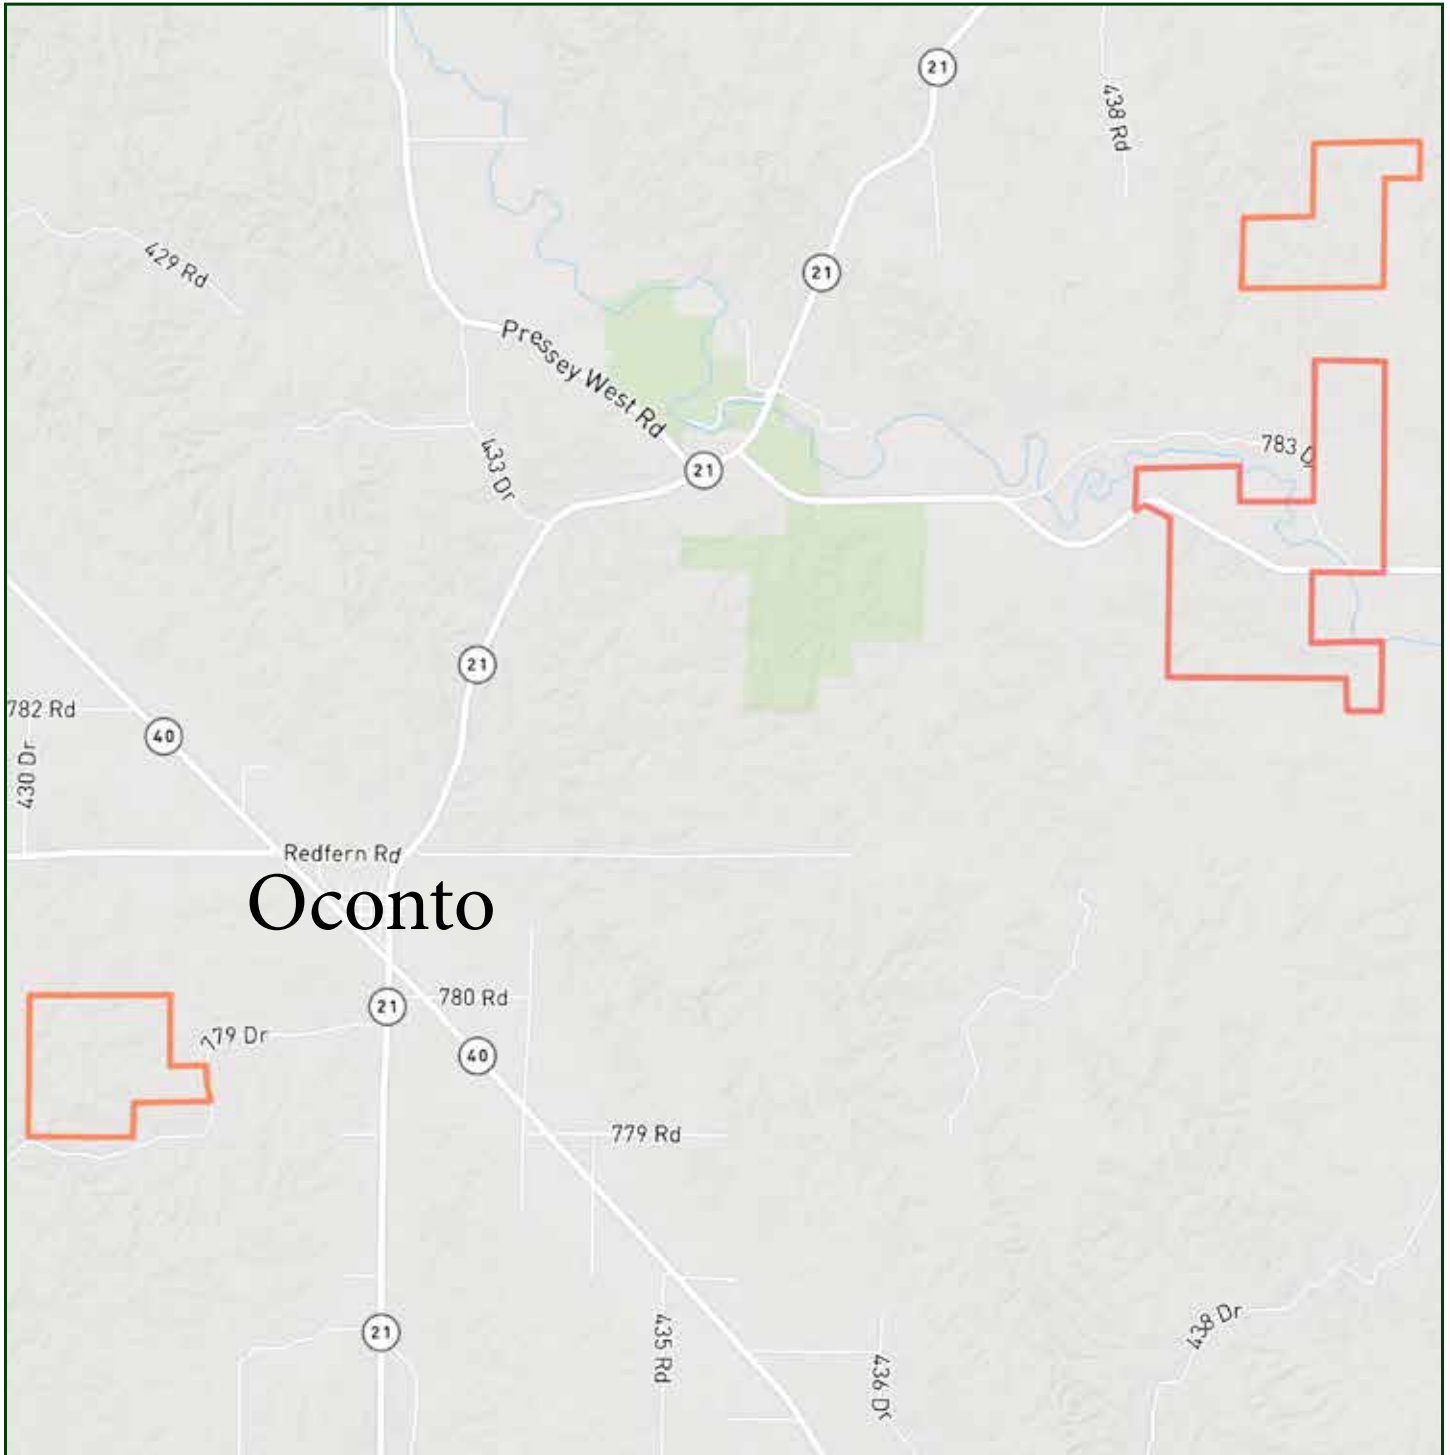 21
438 Rd
429 Rd
21
Pressey West Rd
783 D
433 Dr
21
21
782 Rd
40
430 Dr
Redfern Rd
Oconto
21
780 Rd
779 Dr
40
779 Rd
21
435 Rd
436 Dr
438 Dr